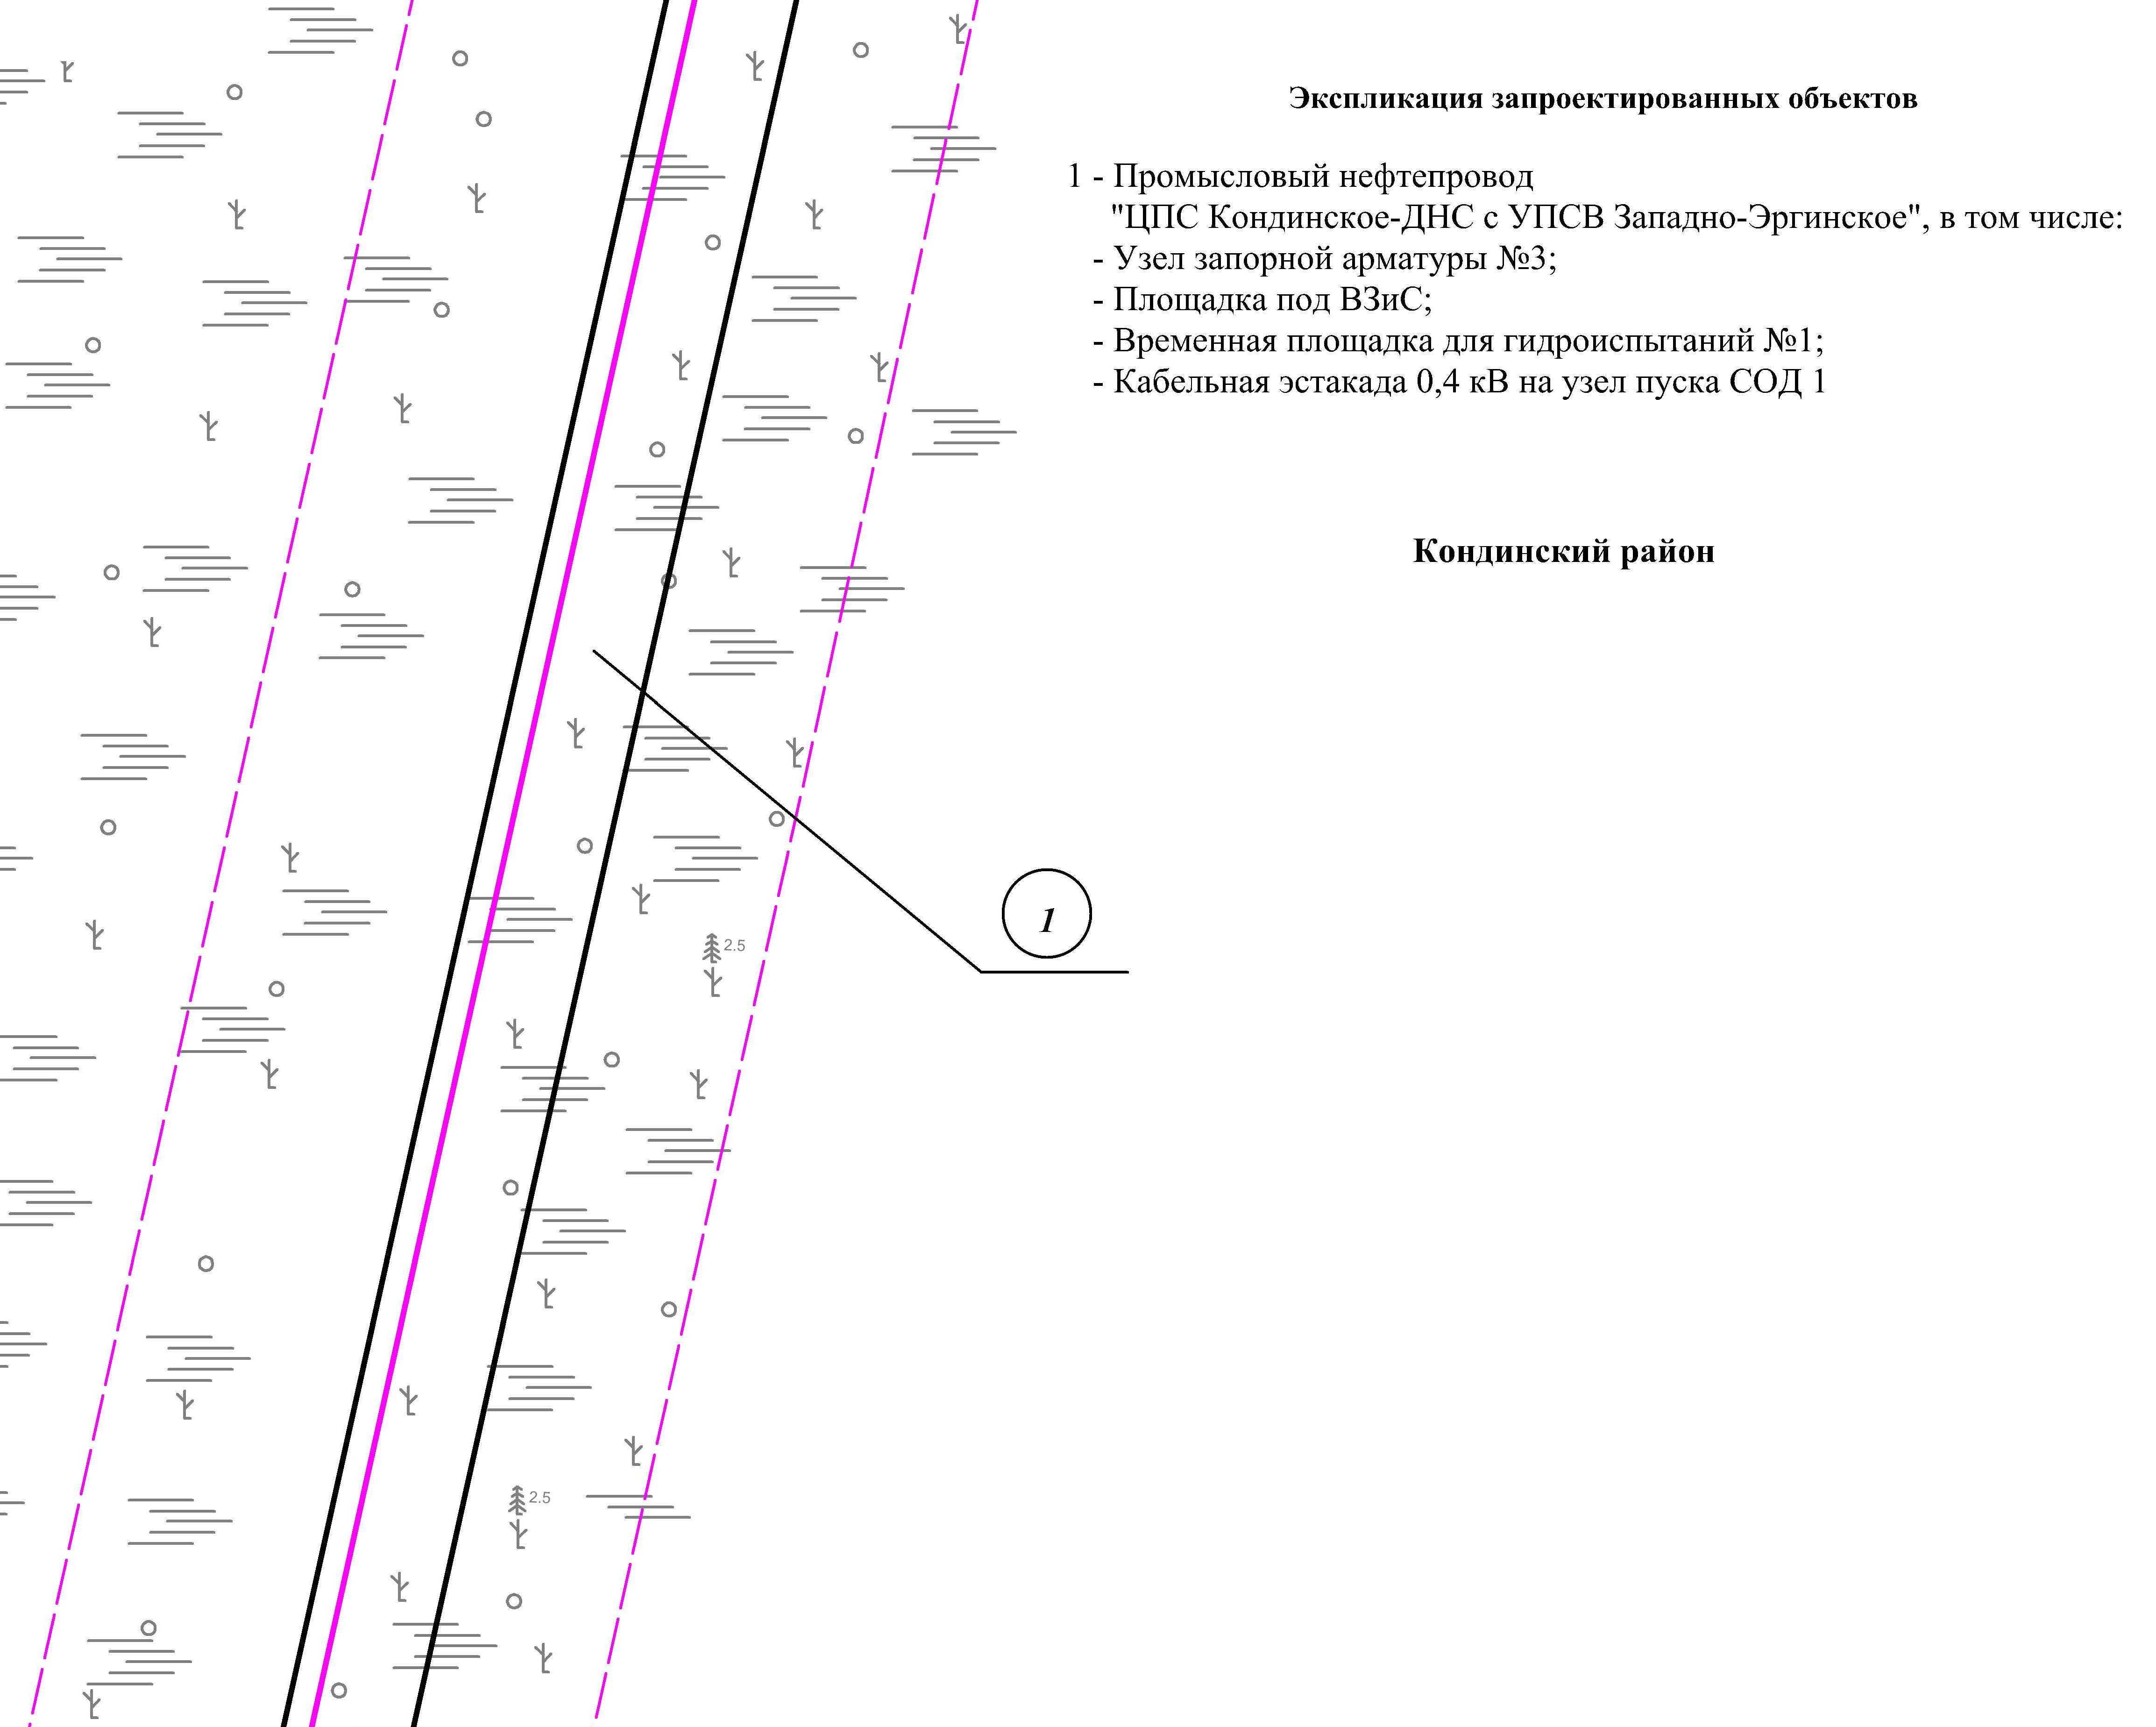 Экспликация запроектированных объектов
1 - Промысловый нефтепровод
"ЦПС Кондинское-ДНС с УПСВ Западно-Эргинское", в том числе:
- Узел запорной арматуры №3;
- Площадка под ВЗиС;
- Временная площадка для гидроиспытаний №1;
- Кабельная эстакада 0,4 кВ на узел пуска СОД 1
Кондинский район
1
2.5
2.5